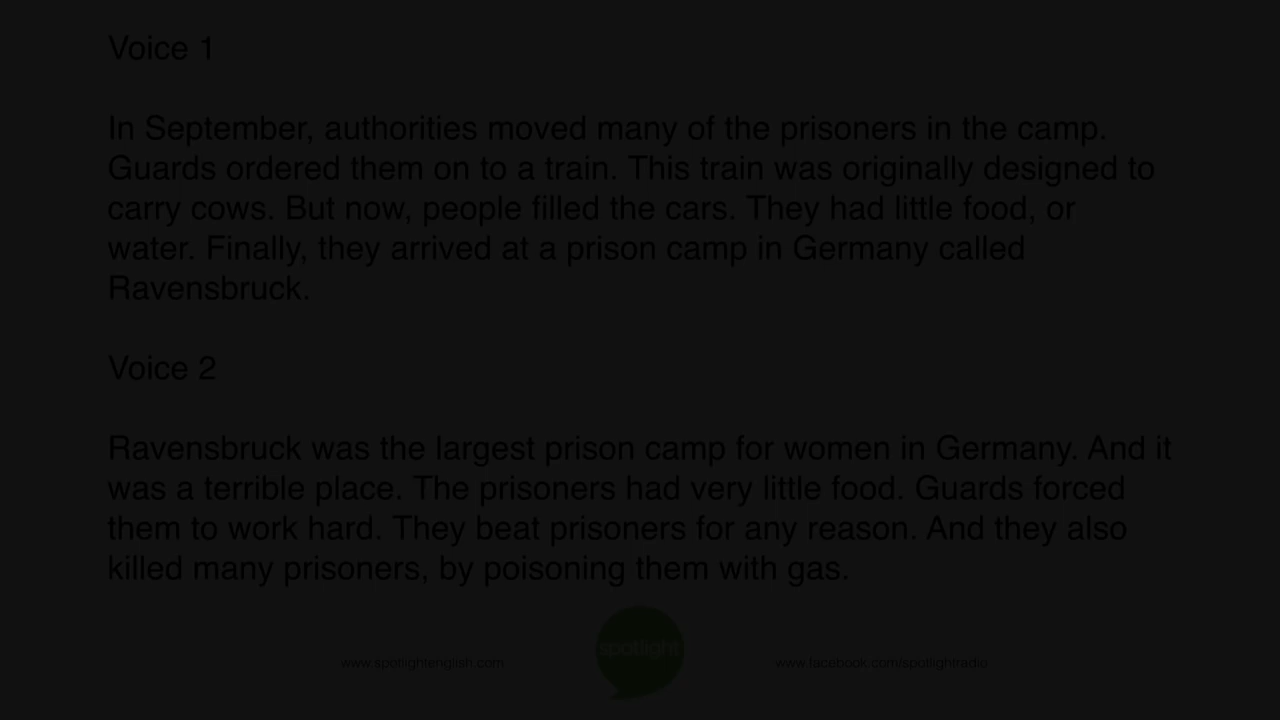 Voice 1
In September, authorities moved many of the prisoners in the camp.
Guards ordered them on to a train. This train was originally designed to
carry cows. But now, people filled the cars. They had little food, or
water. Finally, they arrived at a prison camp in Germany called
Ravensbruck.
Voice 2
Ravensbruck was the largest prison camp for women in Germany. And it
was a terrible place. The prisoners had very little food. Guards forced
them to work hard. They beat prisoners for any reason. And they also
killed many prisoners, by poisoning them with gas.
spotlight
www.spotlightenglish.com
www.facebook.com/spotlightradio